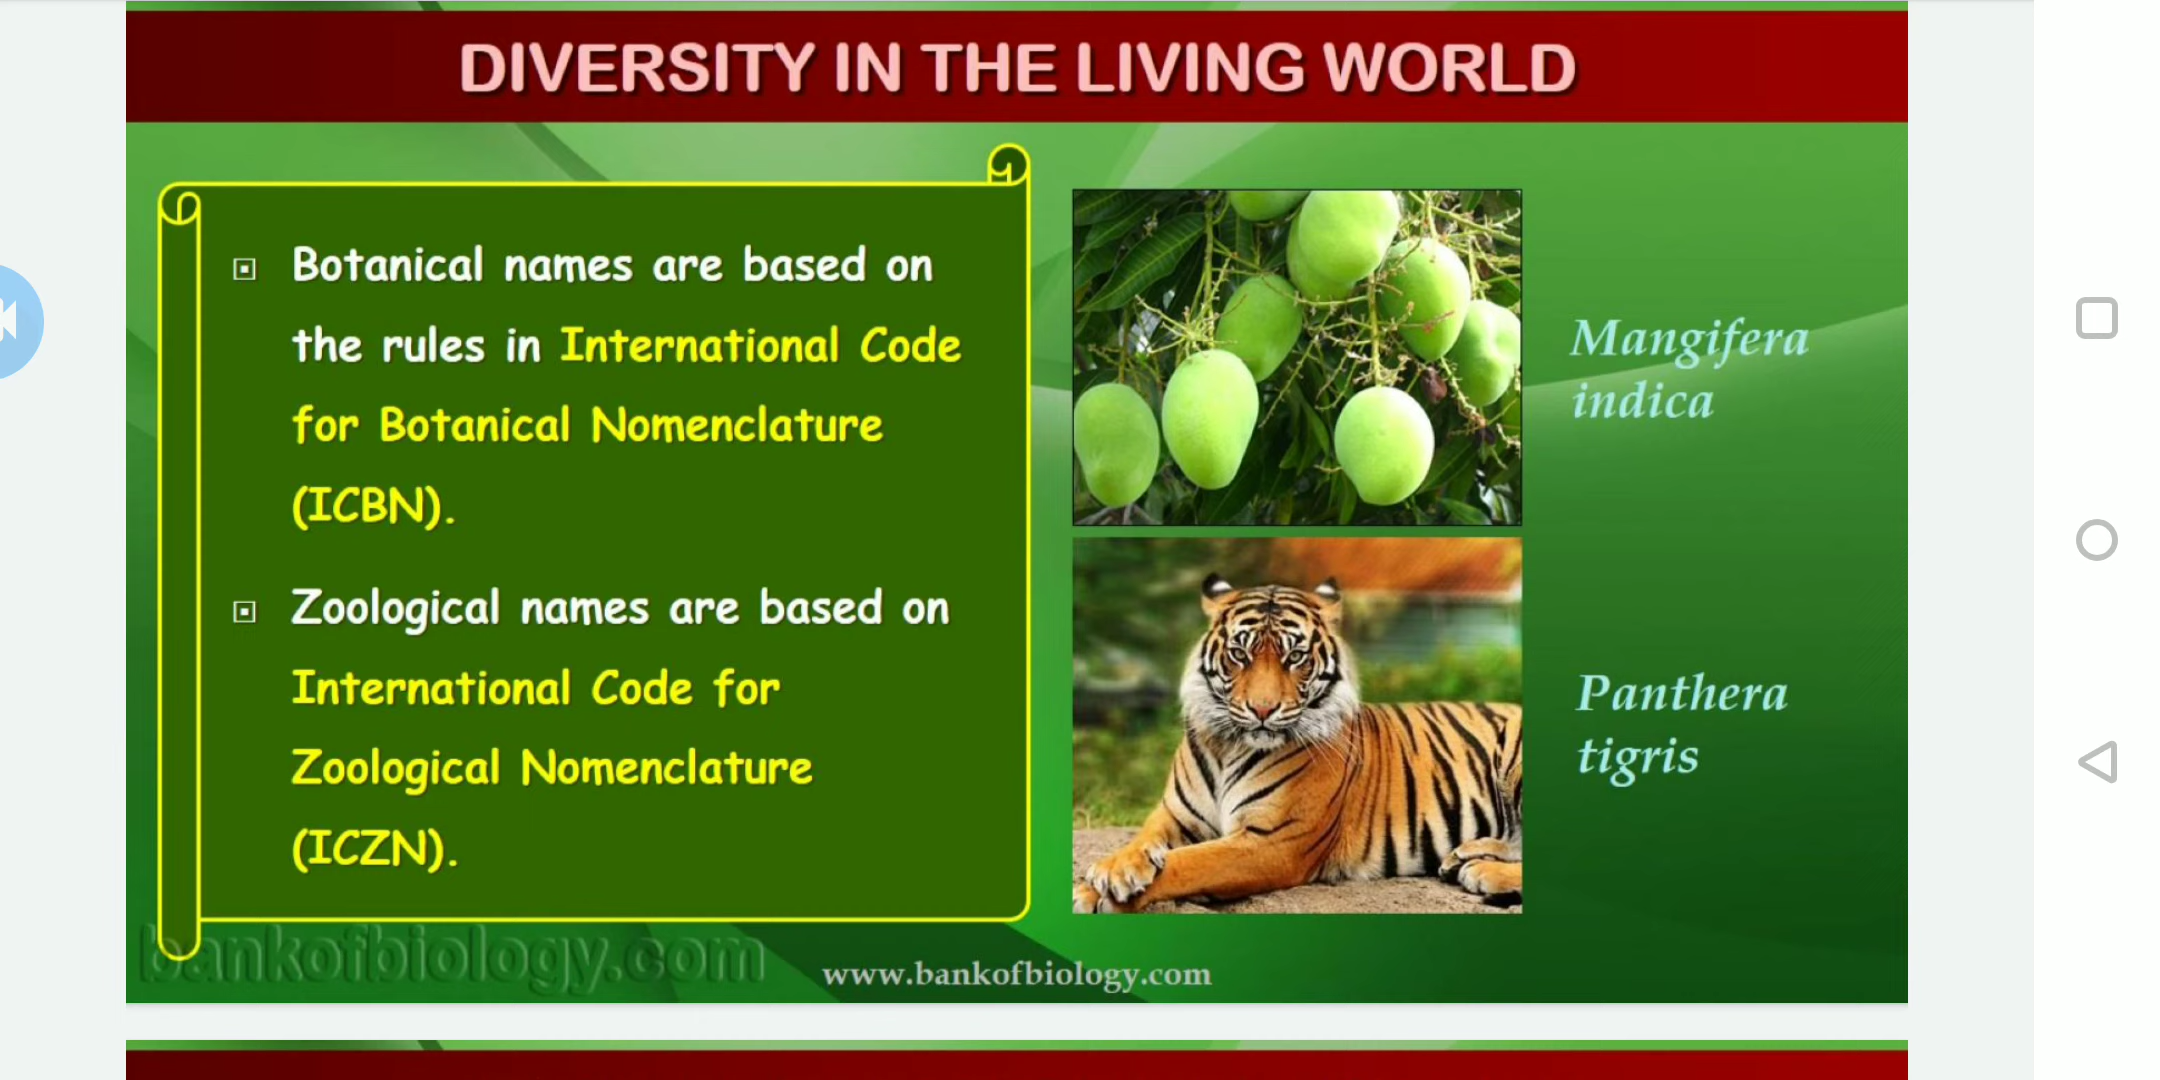 DIVERSITY IN THE LIVING WORLD
Botanical names are based on
the rules in International Code
for Botanical Nomenclature
(ICBN).
Zoological names are based on
International Code for
Zoological Nomenclature
(ICZN).
Mangifera
indica
Panthera
tigris
bankofbiology.com
www.bankofbiology.com